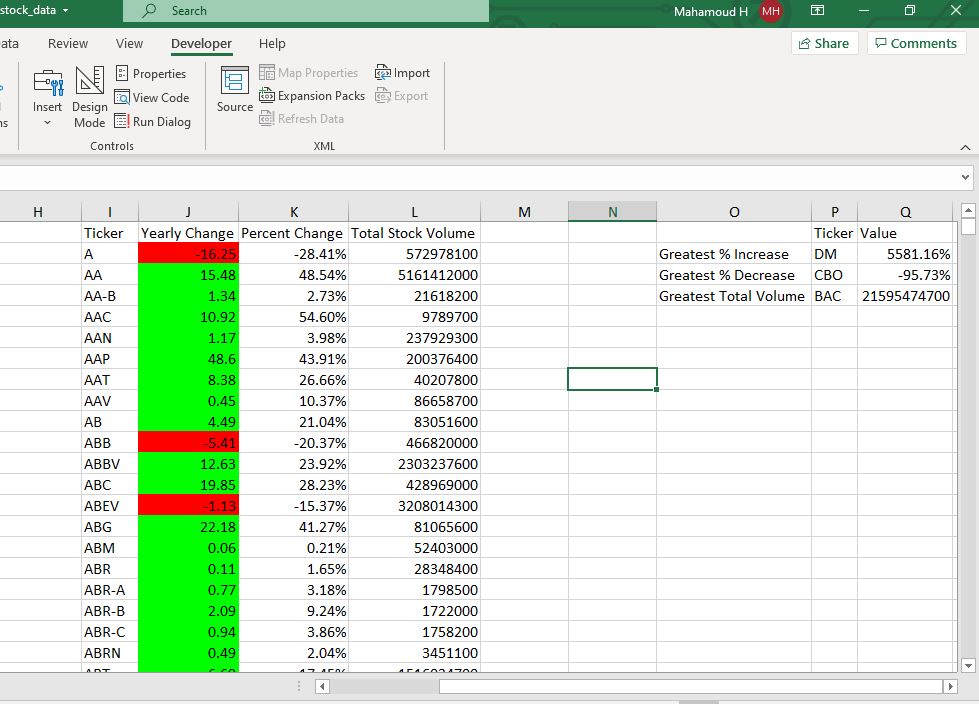 stock_data Search Mahamoud H MH
Review View Developer Help Share Comments
Insert Design Mode Properties View Code Run Dialog Source Map Properties Expansion Packs Refresh Data Import Export
Controls XML
H I J K L M N O P Q
Ticker Yearly Change Percent Change Total Stock Volume Ticker Value
A -16.25 -28.41% 572978100 Greatest % Increase DM 5581.16%
AA 15.48 48.54% 5161412000 Greatest % Decrease CBO -95.73%
AA-B 1.34 2.73% 21618200 Greatest Total Volume BAC 21595474700
AAC 10.92 54.60% 9789700
AAN 1.17 3.98% 237929300
AAP 48.6 43.91% 200376400
AAT 8.38 26.66% 40207800
AAV 0.45 10.37% 86658700
AB 4.49 21.04% 83051600
ABB -5.41 -20.37% 466820000
ABBV 12.63 23.92% 2303237600
ABC 19.85 28.23% 428969000
ABEV -1.13 -15.37% 3208014300
ABG 22.18 41.27% 81065600
ABM 0.06 0.21% 52403000
ABR 0.11 1.65% 28348400
ABR-A 0.77 3.18% 1798500
ABR-B 2.09 9.24% 1722000
ABR-C 0.94 3.86% 1758200
ABRN 0.49 2.04% 3451100